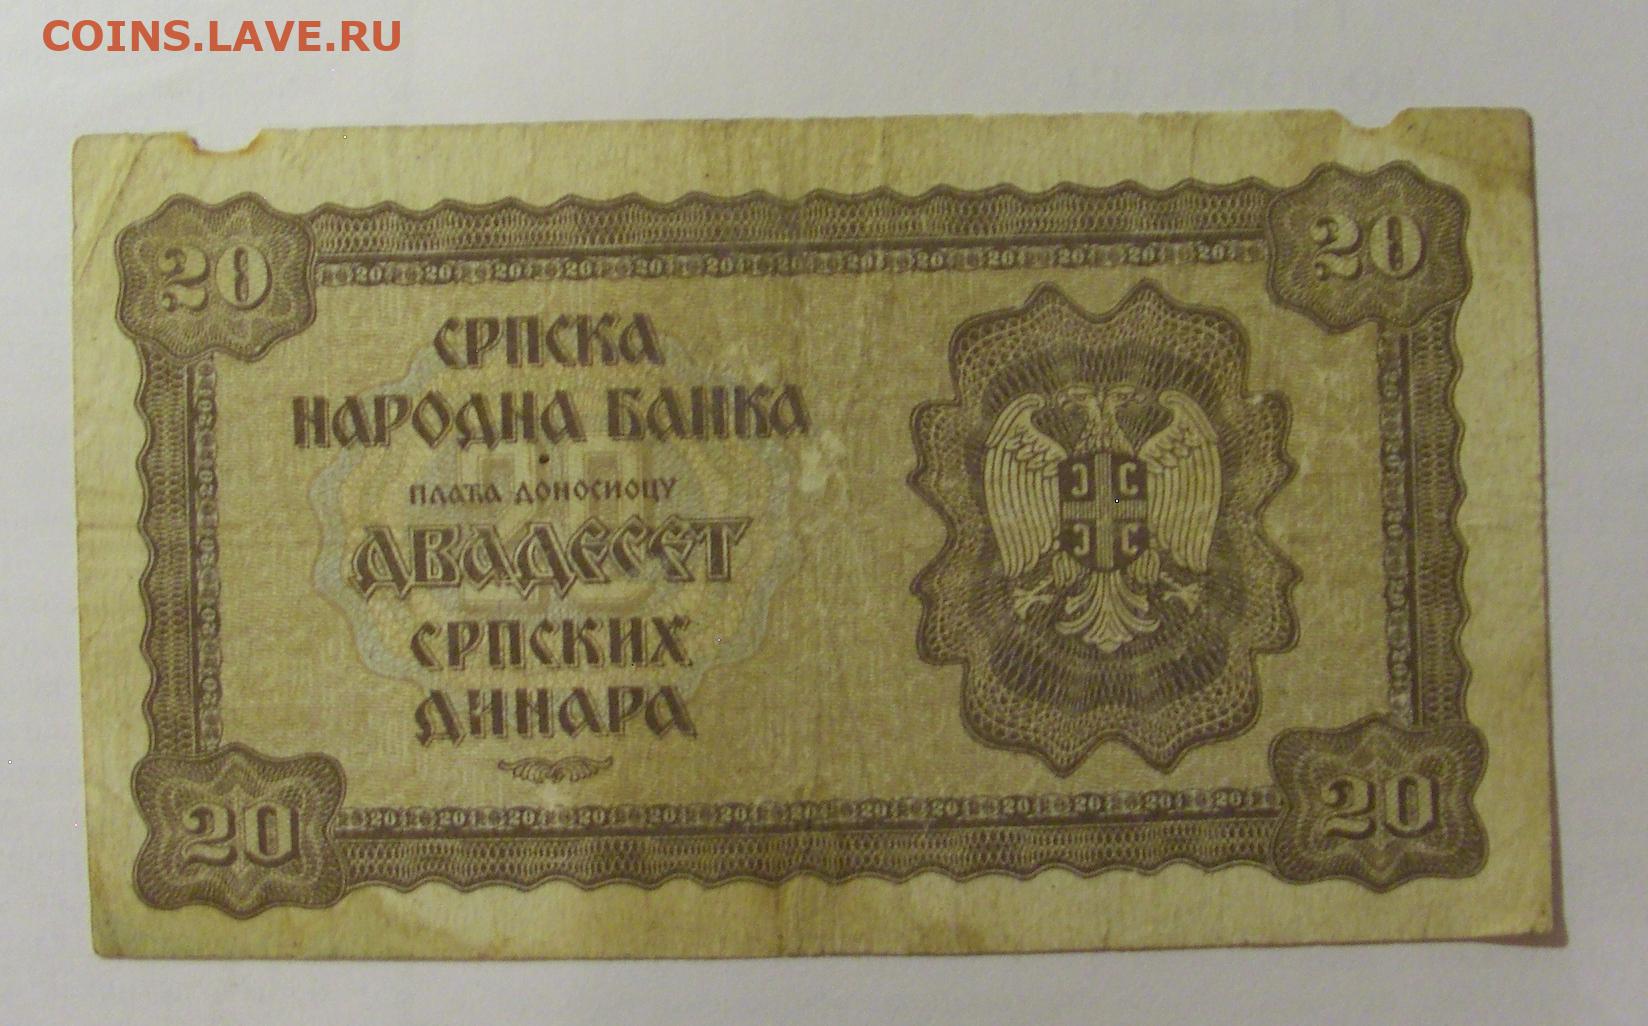 COINS.LAVE.RU
20
20
СРПСКА
НАРОДНА БАНКА
ПЛАЋА ДОНОСИОЦУ
ДВАДЕСЕТ
СРПСКИХ
ДИНАРА
20
20